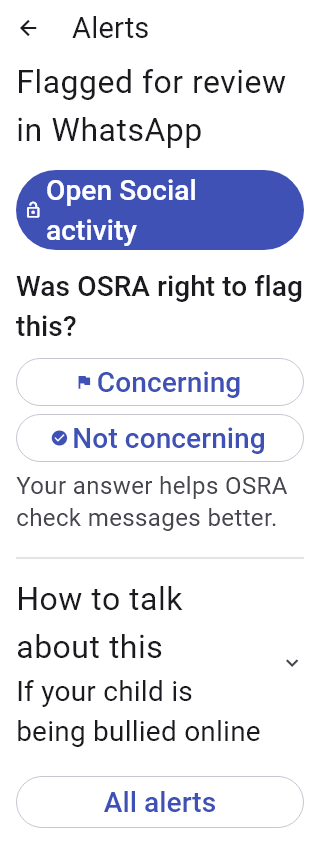 Alerts
Flagged for review
in WhatsApp
Open Social
activity
Was OSRA right to flag
this?
Concerning
Not concerning
Your answer helps OSRA
check messages better.
How to talk
about this
If your child is
being bullied online
All alerts